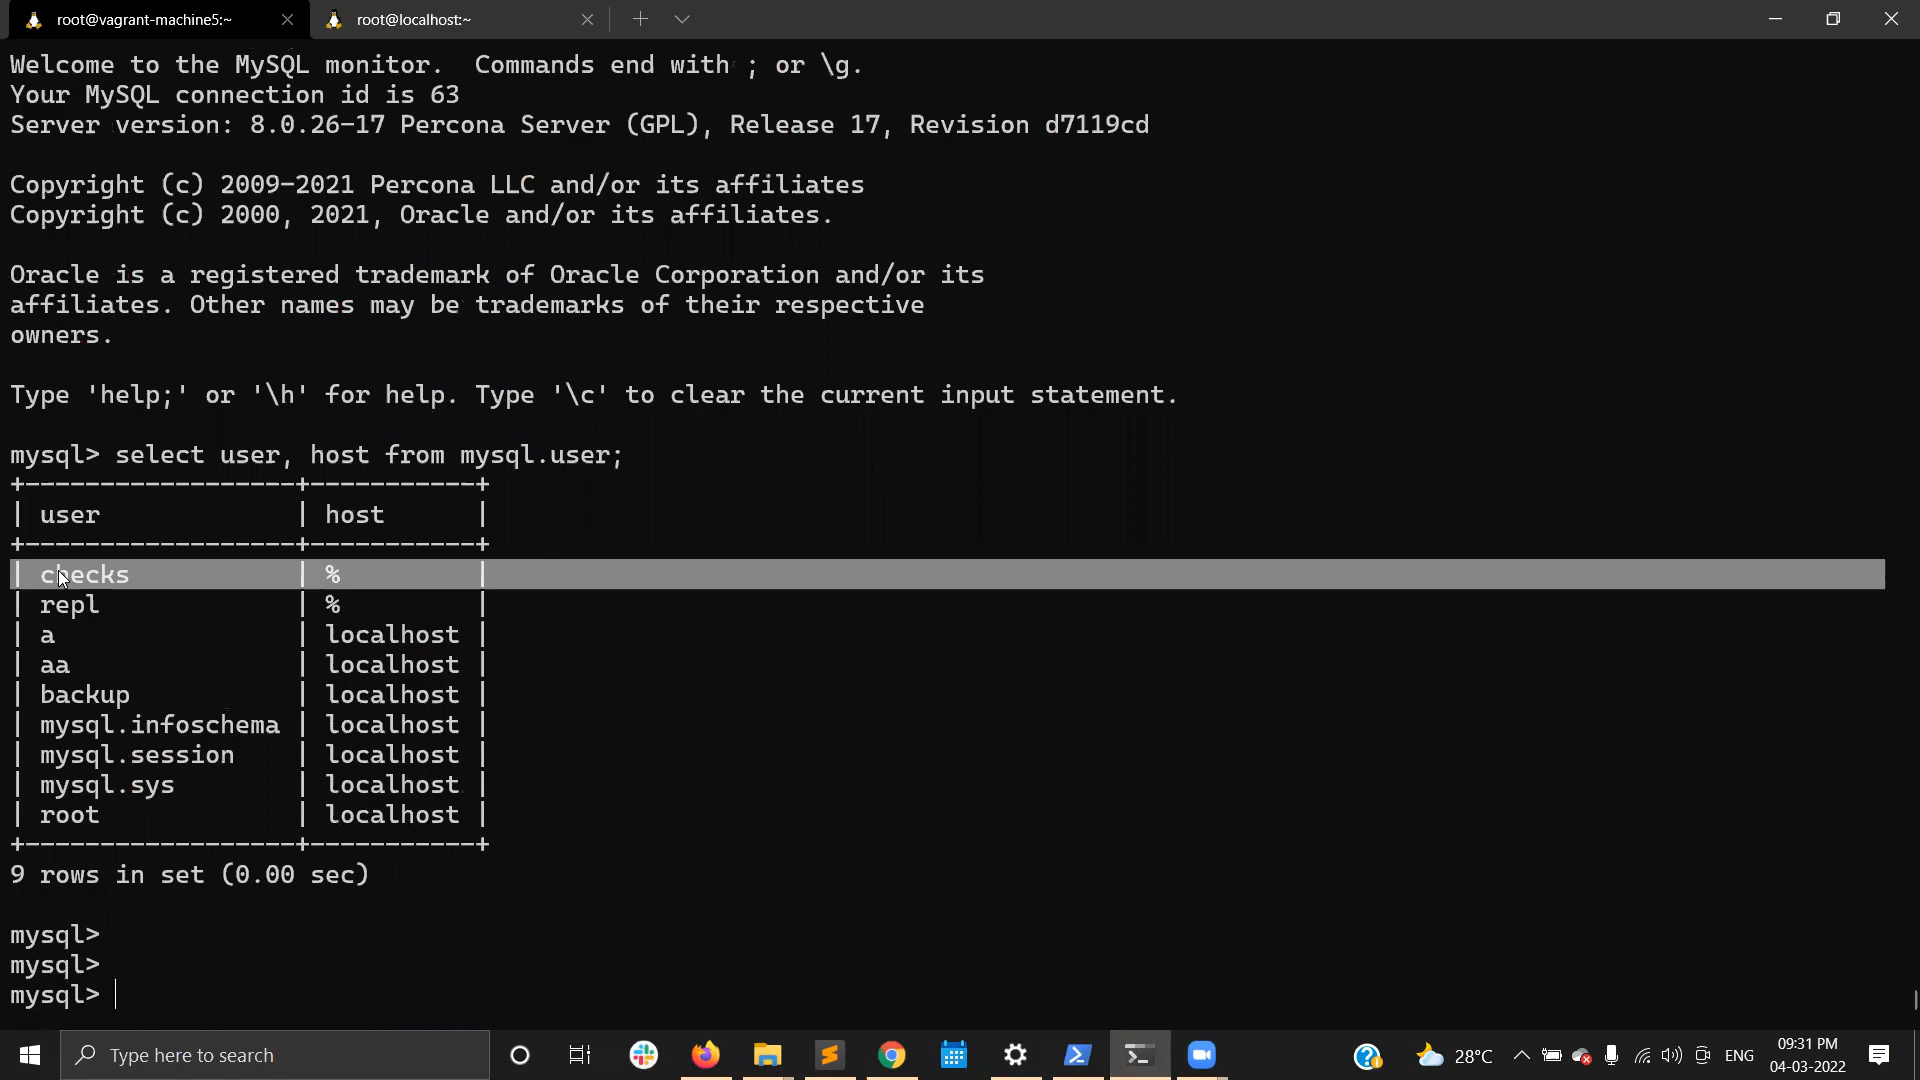 root@vagrant-machine5:~
root@localhost:~
Welcome to the MySQL monitor.  Commands end with ; or \g.
Your MySQL connection id is 63
Server version: 8.0.26-17 Percona Server (GPL), Release 17, Revision d7119cd
Copyright (c) 2009-2021 Percona LLC and/or its affiliates
Copyright (c) 2000, 2021, Oracle and/or its affiliates.
Oracle is a registered trademark of Oracle Corporation and/or its
affiliates. Other names may be trademarks of their respective
owners.
Type 'help;' or '\h' for help. Type '\c' to clear the current input statement.
mysql> select user, host from mysql.user;
+------------------+-----------+
| user             | host      |
+------------------+-----------+
| checks           | %         |
| repl             | %         |
| a                | localhost |
| aa               | localhost |
| backup           | localhost |
| mysql.infoschema | localhost |
| mysql.session    | localhost |
| mysql.sys        | localhost |
| root             | localhost |
+------------------+-----------+
9 rows in set (0.00 sec)
mysql>
mysql>
mysql>
Type here to search
28°C
ENG
09:31 PM
04-03-2022